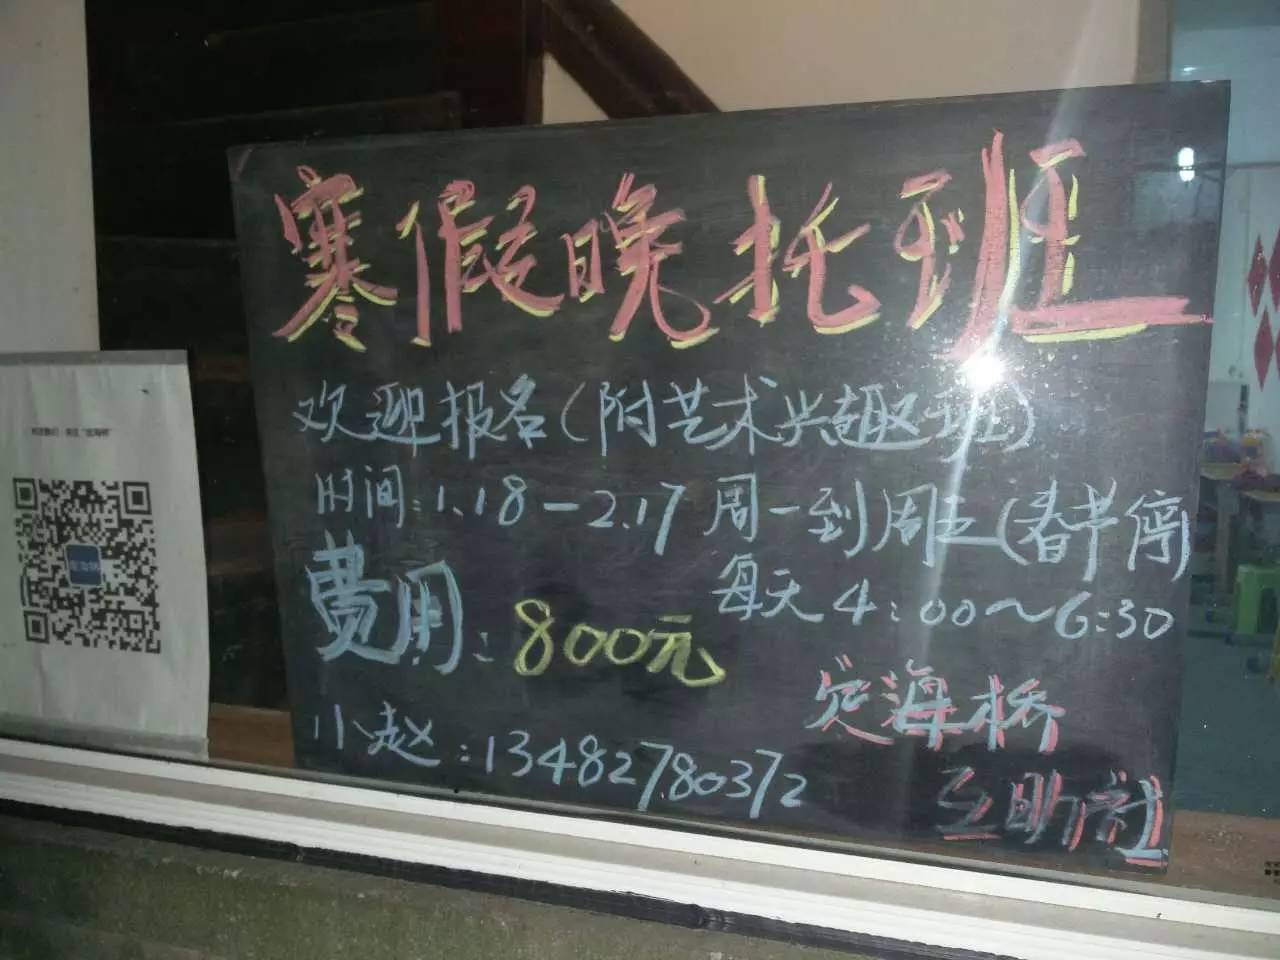 寒假晚托班
欢迎报名(附艺术兴趣班)
时间:1.18-2.17 周一到周五(春节停)
每天4:00~6:30
费用:800元
小赵:13482780372
定海桥
互助社